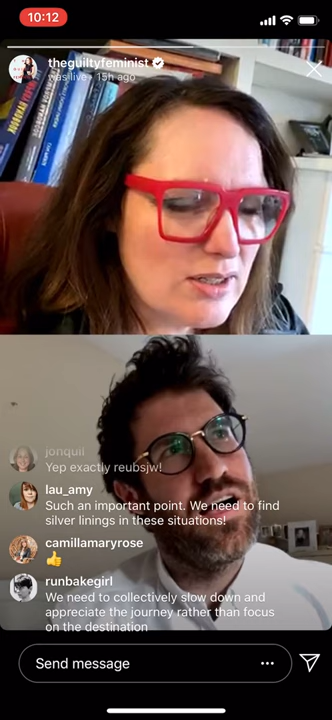 10:12
theguiltyfeminist
was live · 15h ago
jonquil
Yep exactly reubsjw!
lau_amy
Such an important point. We need to find
silver linings in these situations!
camillamaryrose
👍
runbakegirl
We need to collectively slow down and
appreciate the journey rather than focus
on the destination
Send message